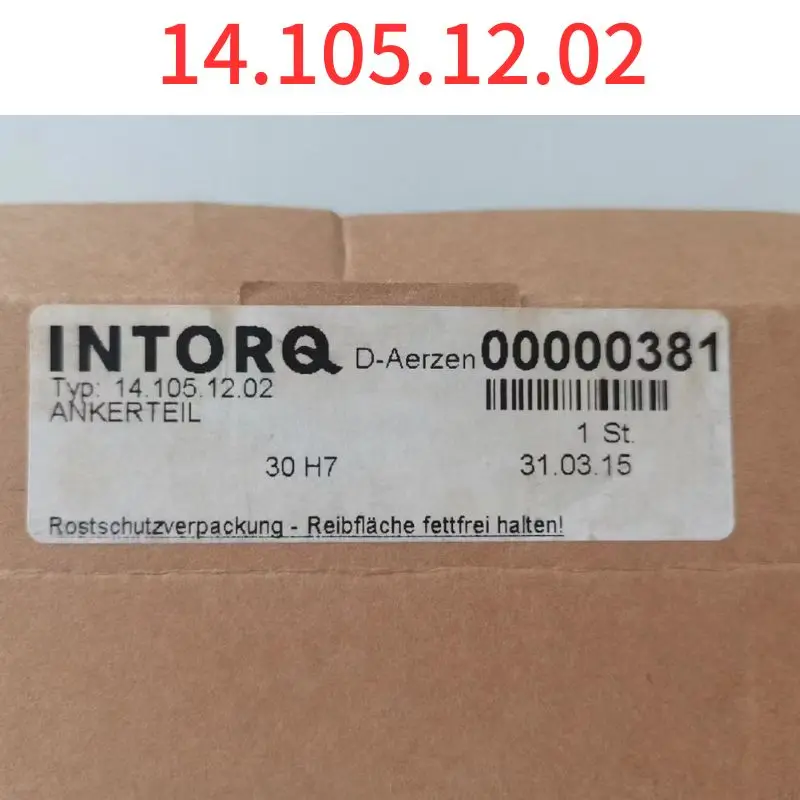 14.105.12.02
INTORQ D-Aerzen 00000381
Typ: 14.105.12.02
ANKERTEIL
1 St.
30 H7 31.03.15
Rostschutzverpackung - Reibfläche fettfrei halten!